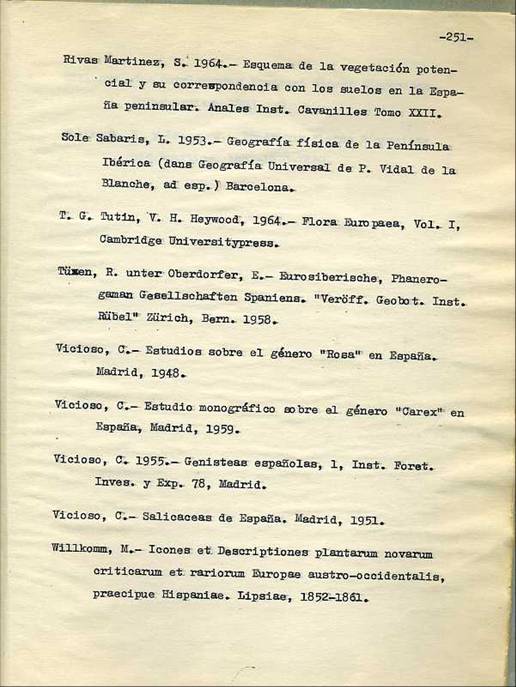 -251-
Rivas Martinez, S. 1964.- Esquema de la vegetación poten-
cial y su correspondencia con los suelos en la Espa-
ña peninsular. Anales Inst. Cavanilles Tomo XXII.
Sole Sabaris, L. 1953.- Geografía física de la Península
Ibérica (dans Geografía Universal de P. Vidal de la
Blanche, ad esp.) Barcelona.
T. G. Tutin, V. H. Heywood, 1964.- Flora Europaea, Vol. I,
Cambridge Universitypress.
Tüxen, R. unter Oberdorfer, E.- Eurosiberische, Phanero-
gaman Gesellschaften Spaniens. "Veröff. Geobot. Inst.
Rübel" Zürich, Bern. 1958.
Vicioso, C.- Estudios sobre el género "Rosa" en España.
Madrid, 1948.
Vicioso, C.- Estudio monográfico sobre el género "Carex" en
España, Madrid, 1959.
Vicioso, C. 1955.- Genisteas españolas, 1, Inst. Foret.
Inves. y Exp. 78, Madrid.
Vicioso, C.- Salicaceas de España. Madrid, 1951.
Willkomm, M.- Icones et Descriptiones plantarum novarum
criticarum et rariorum Europae austro-occidentalis,
praecipue Hispaniae. Lipsiae, 1852-1861.